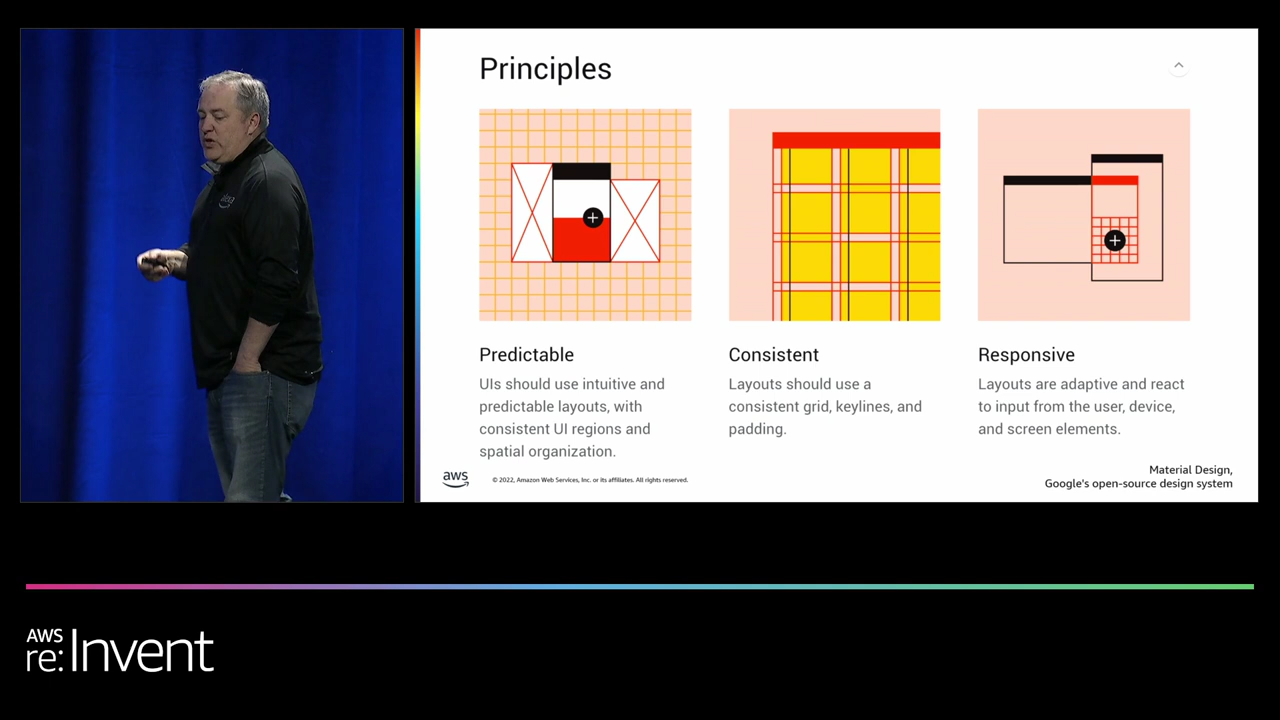 Principles
Predictable
UIs should use intuitive and
predictable layouts, with
consistent UI regions and
spatial organization.
Consistent
Layouts should use a
consistent grid, keylines, and
padding.
Responsive
Layouts are adaptive and react
to input from the user, device,
and screen elements.
aws
© 2022, Amazon Web Services, Inc. or its affiliates. All rights reserved.
Material Design,
Google's open-source design system
alexa
AWS
re:Invent